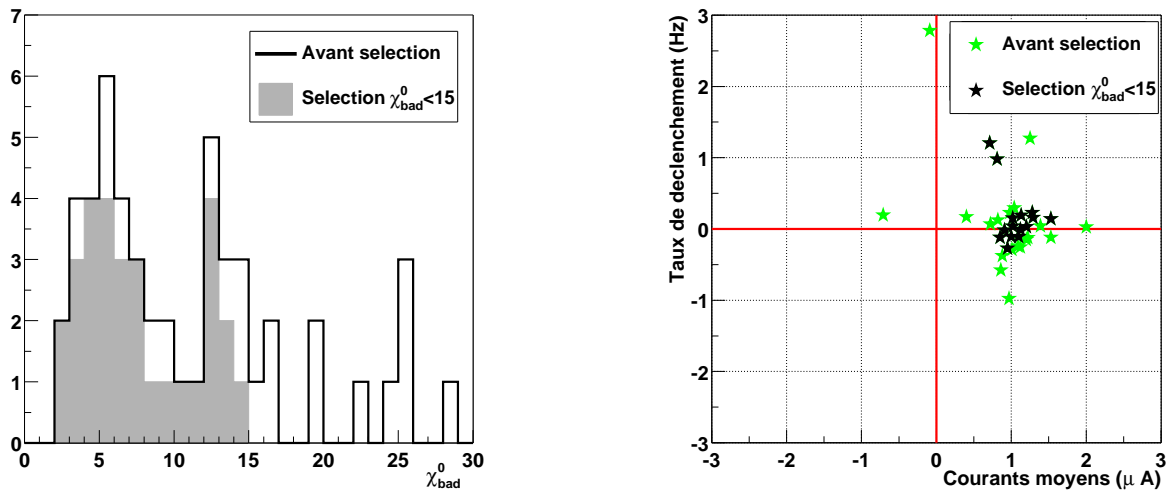 7
6
5
4
3
2
1
0
0 5 10 15 20 25 30
χ⁰bad
Avant selection
Selection χ⁰bad<15
Taux de declenchement (Hz)
3
2
1
0
-1
-2
-3
-3 -2 -1 0 1 2 3
Courants moyens (μ A)
Avant selection
Selection χ⁰bad<15